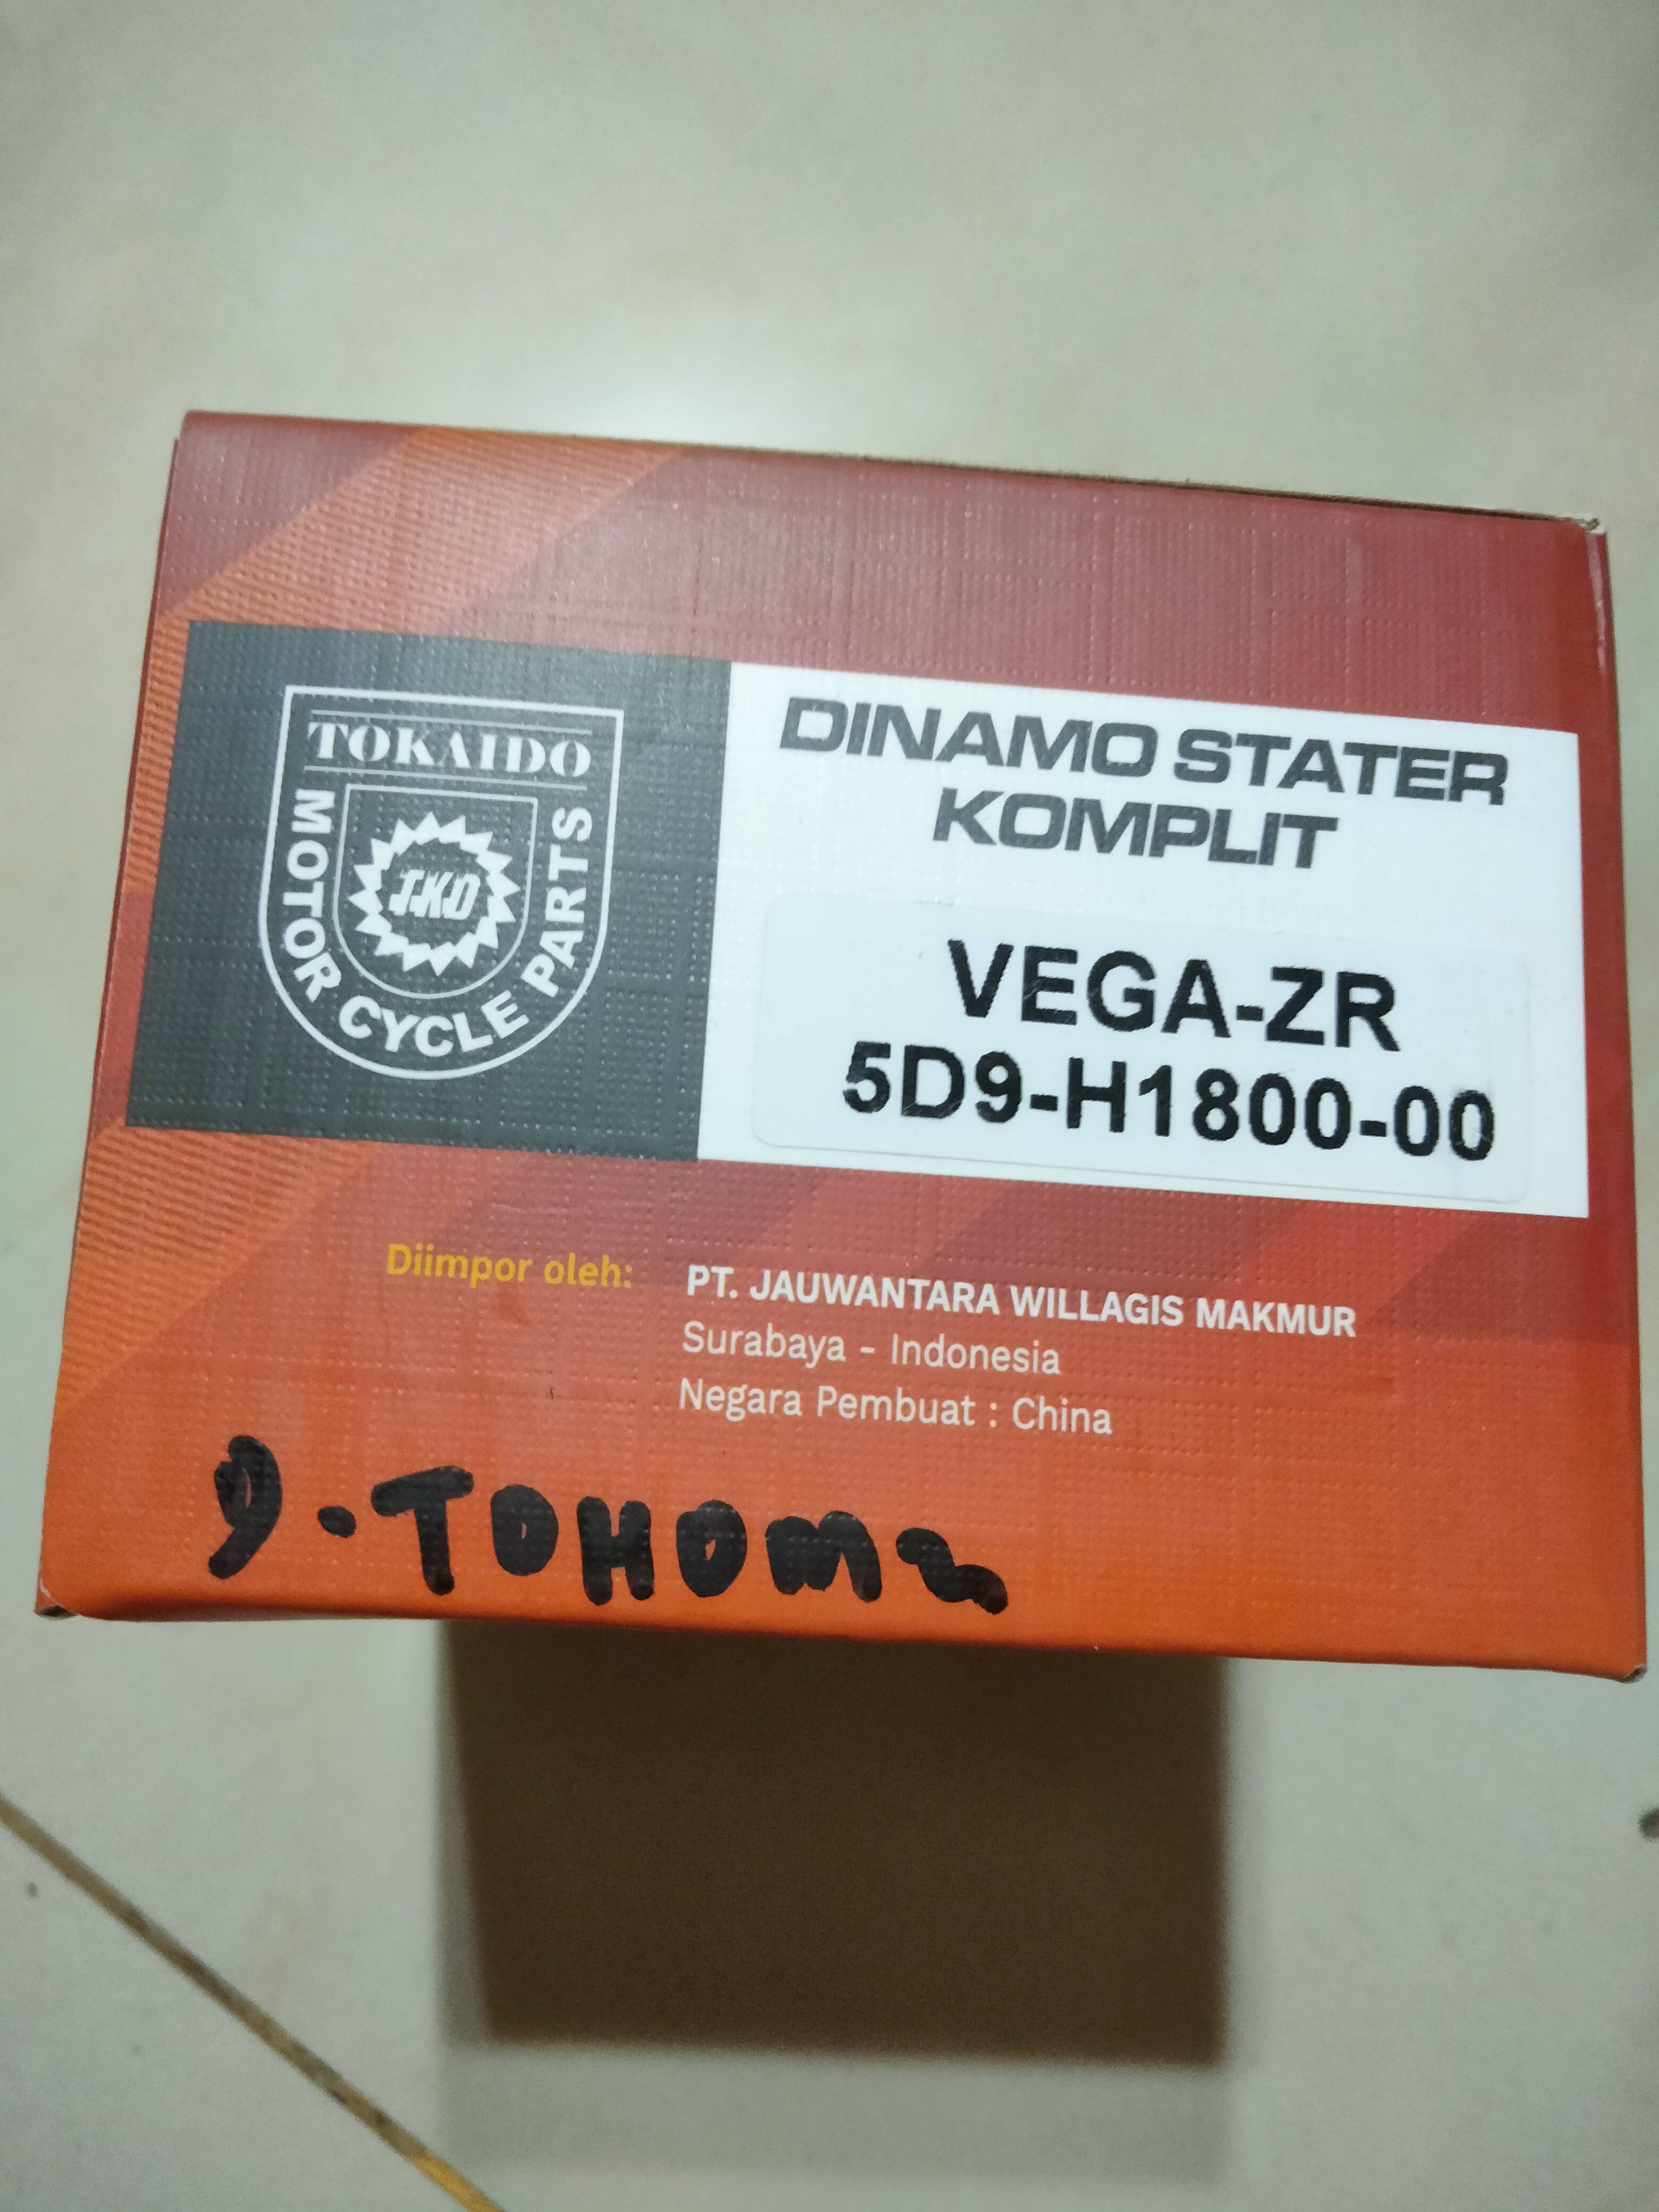 TOKAIDO
TKD
MOTOR CYCLE PARTS
DINAMO STATER
KOMPLIT
VEGA-ZR
5D9-H1800-00
Diimpor oleh: PT. JAUWANTARA WILLAGIS MAKMUR
Surabaya - Indonesia
Negara Pembuat : China